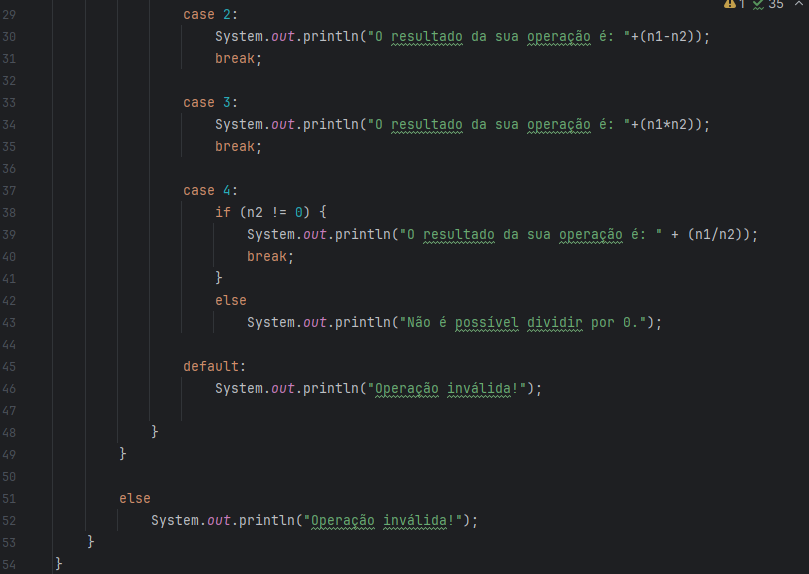 1 35
29 case 2:
30 System.out.println("O resultado da sua operação é: "+(n1-n2));
31 break;
32
33 case 3:
34 System.out.println("O resultado da sua operação é: "+(n1*n2));
35 break;
36
37 case 4:
38 if (n2 != 0) {
39 System.out.println("O resultado da sua operação é: " + (n1/n2));
40 break;
41 }
42 else
43 System.out.println("Não é possível dividir por 0.");
44
45 default:
46 System.out.println("Operação inválida!");
47
48 }
49 }
50
51 else
52 System.out.println("Operação inválida!");
53 }
54 }